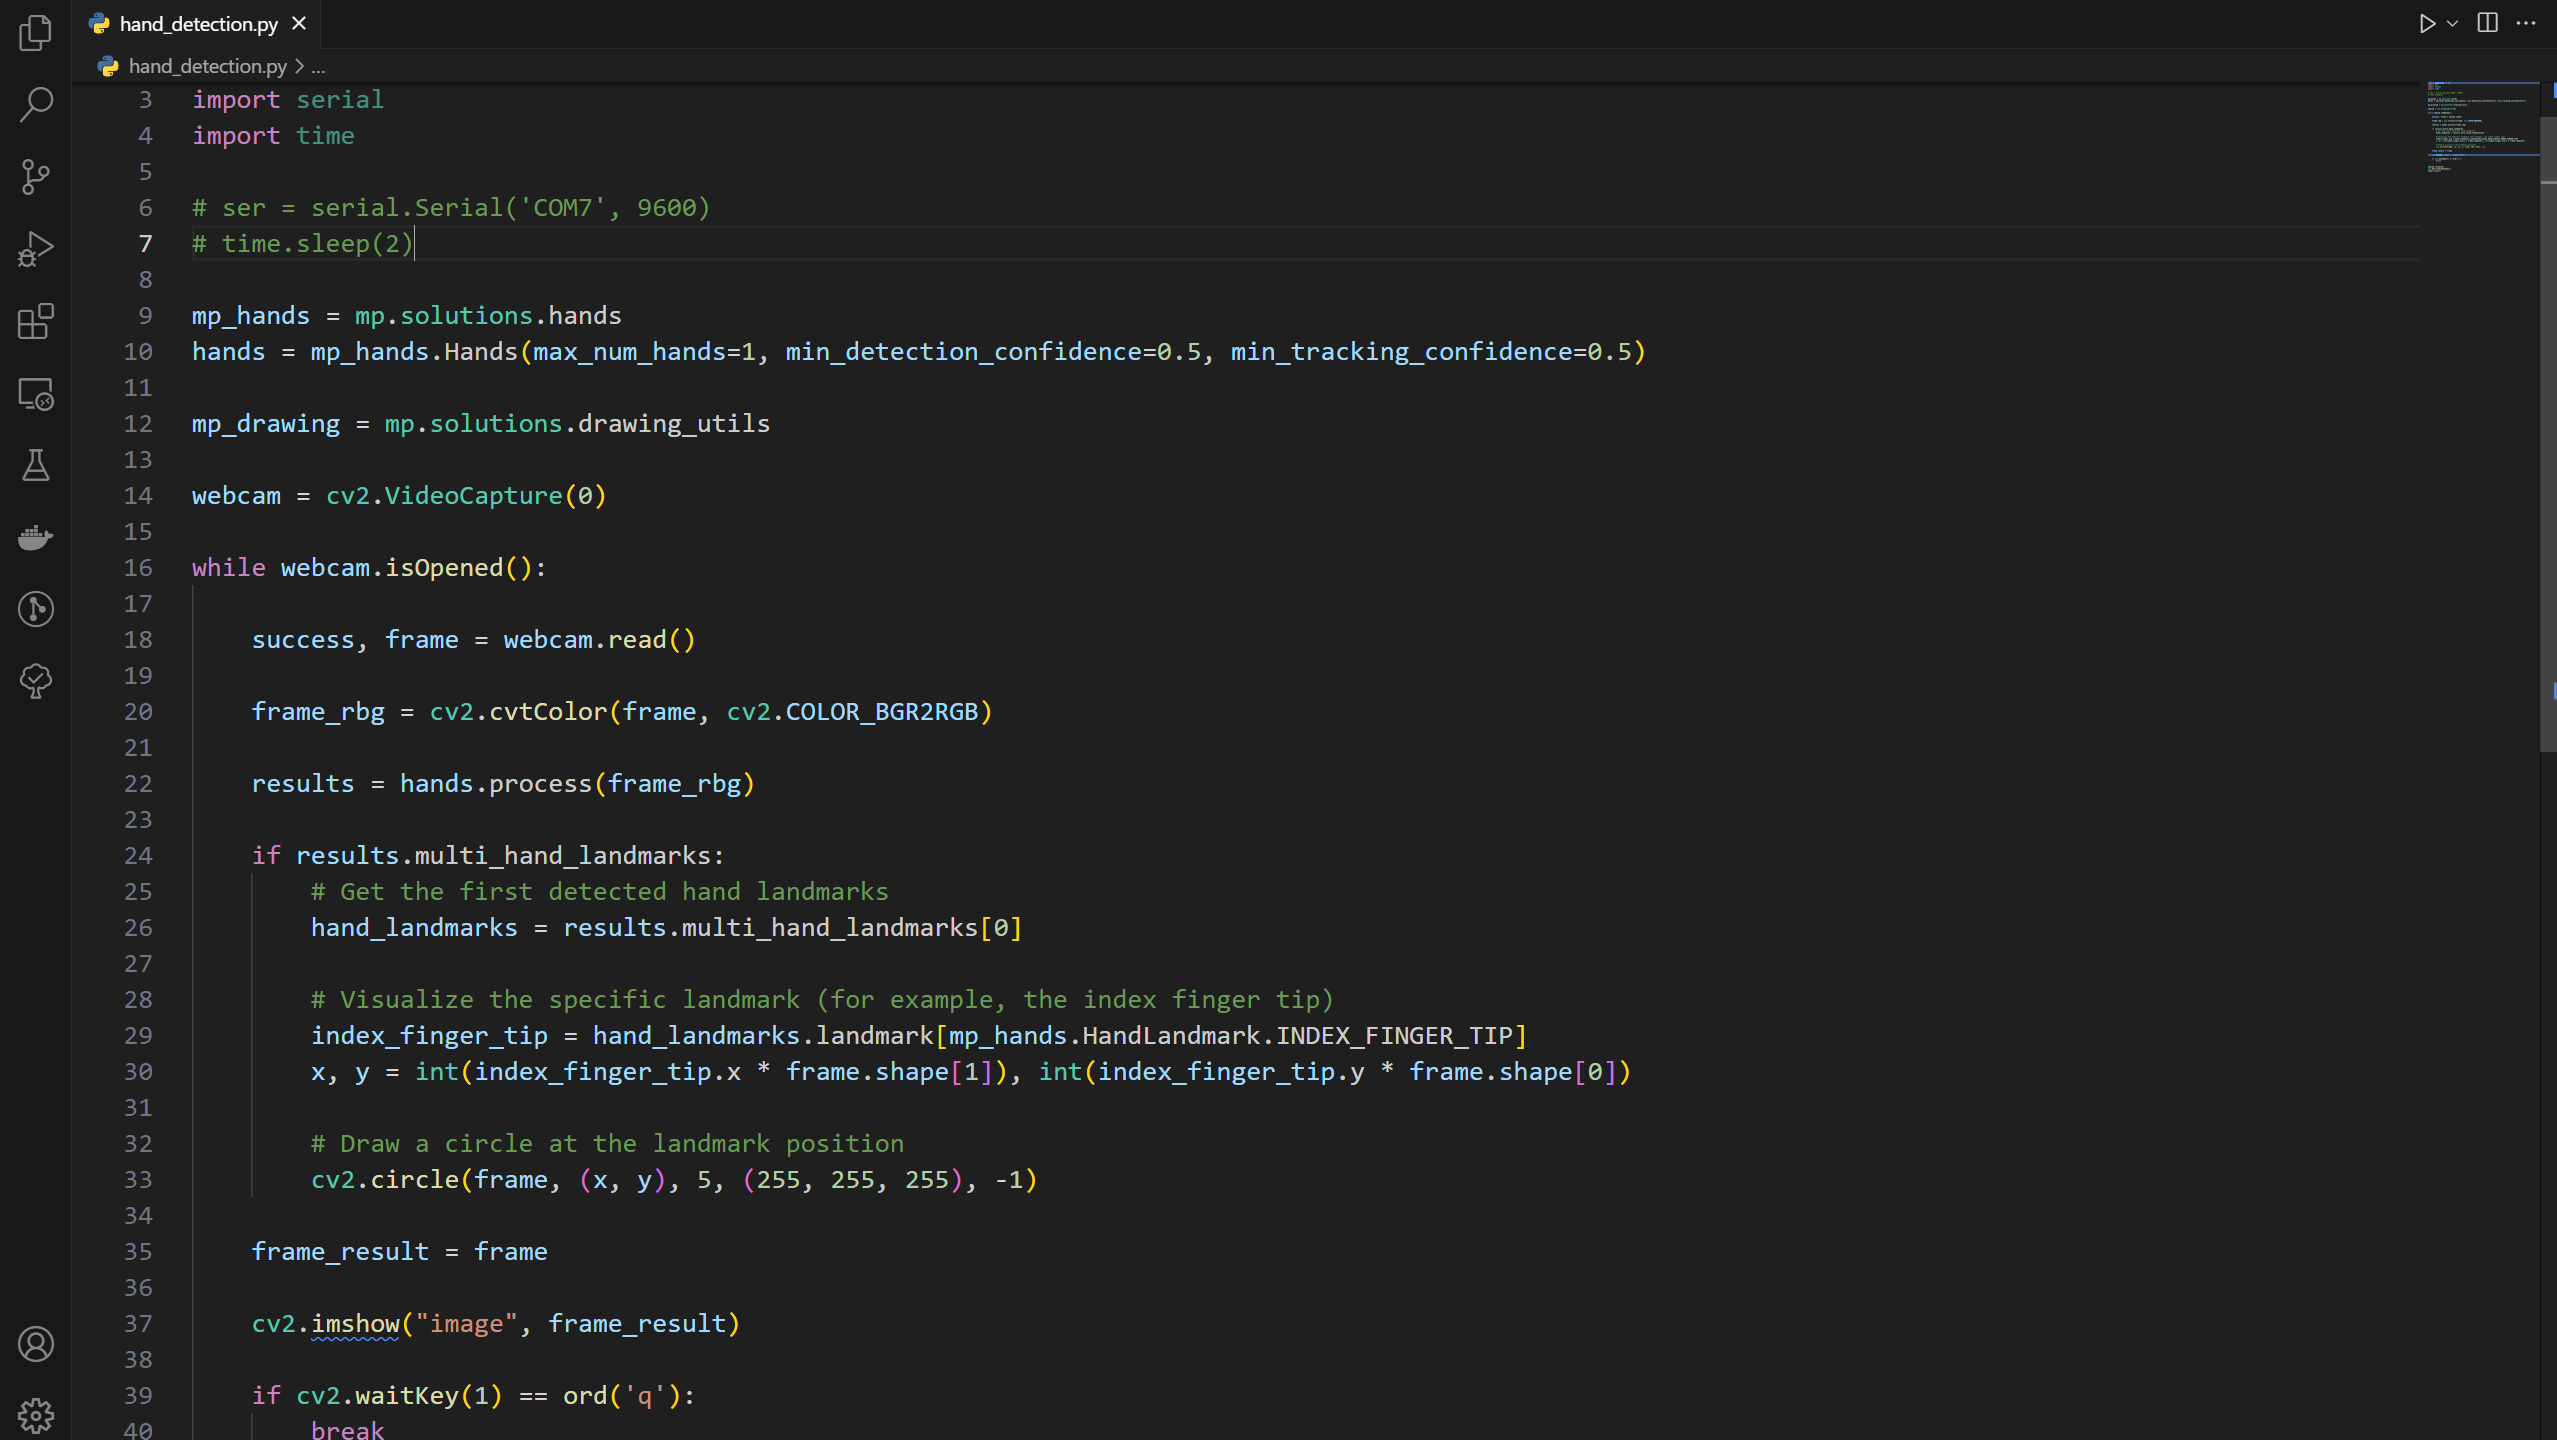 hand_detection.py
hand_detection.py > ...
3 import serial
4 import time
5
6 # ser = serial.Serial('COM7', 9600)
7 # time.sleep(2)
8
9 mp_hands = mp.solutions.hands
10 hands = mp_hands.Hands(max_num_hands=1, min_detection_confidence=0.5, min_tracking_confidence=0.5)
11
12 mp_drawing = mp.solutions.drawing_utils
13
14 webcam = cv2.VideoCapture(0)
15
16 while webcam.isOpened():
17
18     success, frame = webcam.read()
19
20     frame_rbg = cv2.cvtColor(frame, cv2.COLOR_BGR2RGB)
21
22     results = hands.process(frame_rbg)
23
24     if results.multi_hand_landmarks:
25         # Get the first detected hand landmarks
26         hand_landmarks = results.multi_hand_landmarks[0]
27
28         # Visualize the specific landmark (for example, the index finger tip)
29         index_finger_tip = hand_landmarks.landmark[mp_hands.HandLandmark.INDEX_FINGER_TIP]
30         x, y = int(index_finger_tip.x * frame.shape[1]), int(index_finger_tip.y * frame.shape[0])
31
32         # Draw a circle at the landmark position
33         cv2.circle(frame, (x, y), 5, (255, 255, 255), -1)
34
35     frame_result = frame
36
37     cv2.imshow("image", frame_result)
38
39     if cv2.waitKey(1) == ord('q'):
40         break